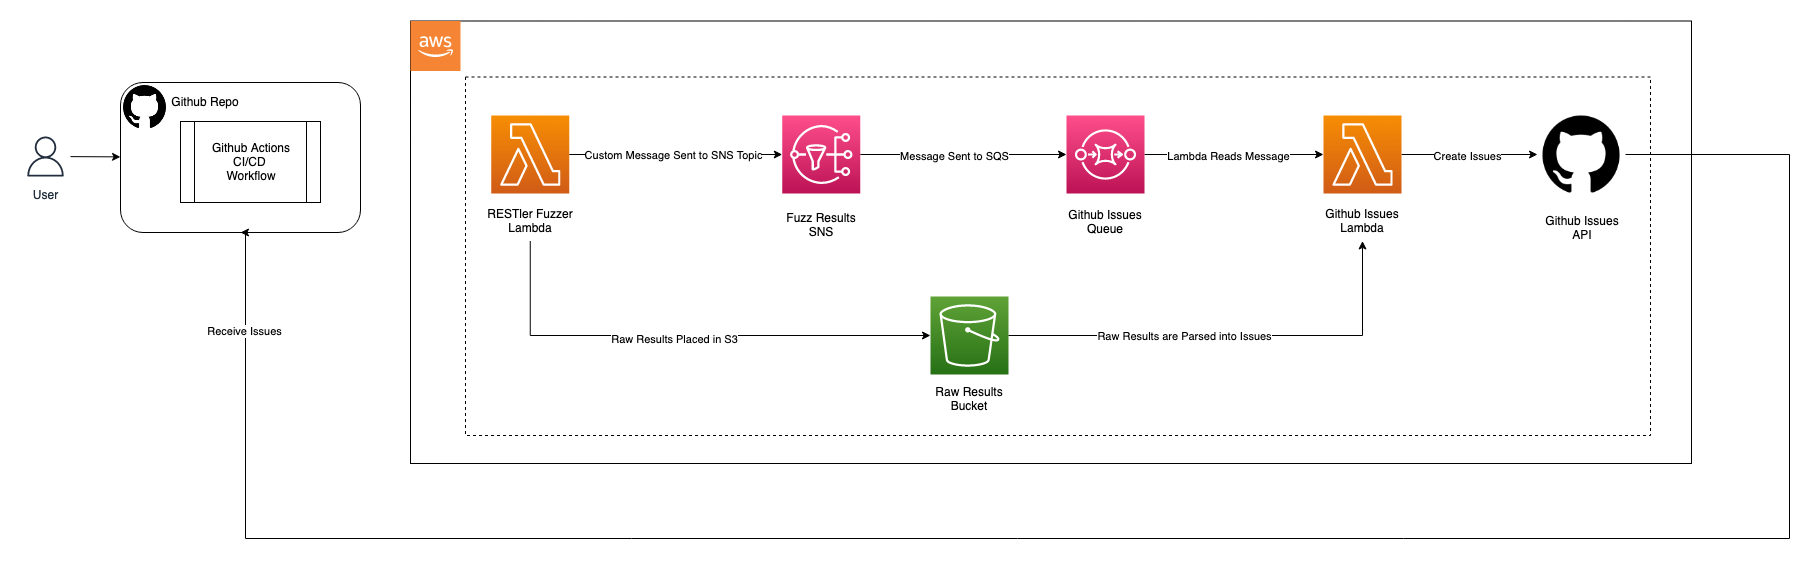 aws
Github Repo
Github Actions
CI/CD
Workflow
User
Custom Message Sent to SNS Topic
Message Sent to SQS
Lambda Reads Message
Create Issues
RESTler Fuzzer
Lambda
Fuzz Results
SNS
Github Issues
Queue
Github Issues
Lambda
Github Issues
API
Receive Issues
Raw Results Placed in S3
Raw Results are Parsed into Issues
Raw Results
Bucket